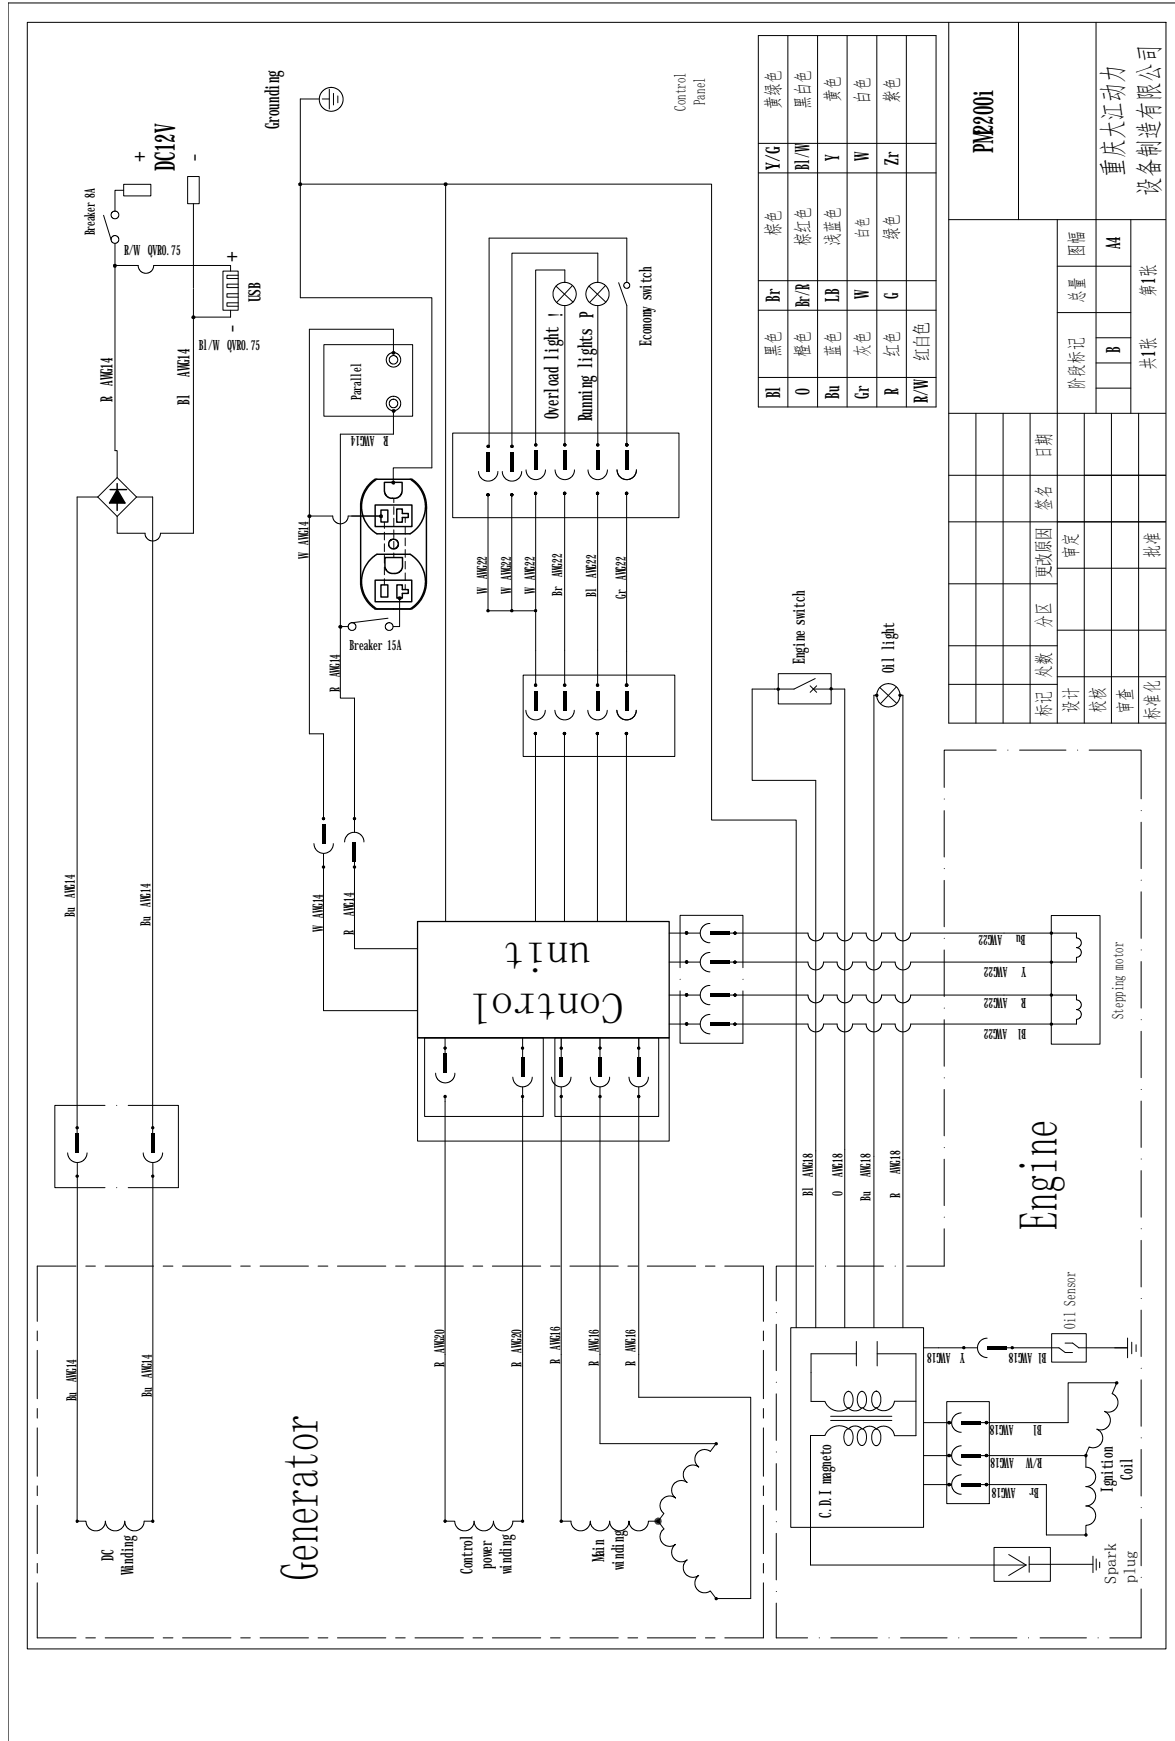 Grounding
DC12V
+
-
Breaker 8A
R/W QVR0.75
USB
+
-
Bl/W QVR0.75
R AWG14
Bl AWG14
Bu AWG14
Bu AWG14
Bu AWG14
Bu AWG14
DC
Winding
Generator
Parallel
R AWG14
W AWG14
Breaker 15A
R AWG14
W AWG14
R AWG14
Control
Panel
Overload light !
Running lights P
Economy switch
W AWG22
W AWG22
W AWG22
Br AWG22
Bl AWG22
Gr AWG22
Control
unit
R AWG20
R AWG20
R AWG16
R AWG16
R AWG16
Control
power
winding
Main
winding
Engine switch
Oil light
Bu AWG22
Y AWG22
R AWG22
Bl AWG22
Stepping motor
Engine
Bl AWG18
O AWG18
Bu AWG18
R AWG18
C.D.I magneto
Y AWG18
Bl AWG18
Oil Sensor
Bl AWG18
R/W AWG18
Br AWG18
Ignition
Coil
Spark
plug
Bl 黑色 Br 棕色 Y/G 黄绿色
O 橙色 Br/R 棕红色 Bl/W 黑白色
Bu 蓝色 LB 浅蓝色 Y 黄色
Gr 灰色 W 白色 W 白色
R 红色 G 绿色 Zr 紫色
R/W 红白色
PM2200i
标记 处数 分区 更改原因 签名 日期
设计 审定
校核
审查
标准化 批准
阶段标记 总量 图幅
B A4
共1张 第1张
重庆大江动力
设备制造有限公司